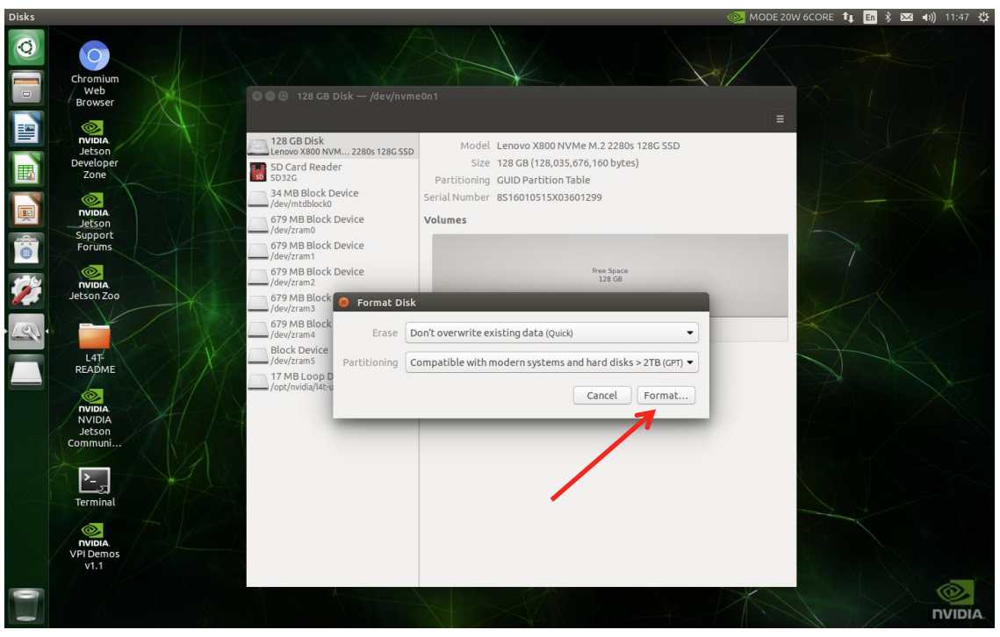 Disks
MODE 20W 6CORE
En
11:47
Chromium
Web
Browser
NVIDIA.
Jetson
Developer
Zone
NVIDIA.
Jetson
Support
Forums
NVIDIA.
Jetson Zoo
L4T-
README
NVIDIA.
NVIDIA
Jetson
Communi...
>_
Terminal
NVIDIA.
VPI Demos
v1.1
128 GB Disk — /dev/nvme0n1
128 GB Disk
Lenovo X800 NVM... 2280s 128G SSD
SD
SD Card Reader
SD32G
34 MB Block Device
/dev/mtdblock0
679 MB Block Device
/dev/zram0
679 MB Block Device
/dev/zram1
679 MB Block Device
/dev/zram2
679 MB Block
/dev/zram3
679 MB Block
/dev/zram4
Block Device
/dev/zram5
17 MB Loop D
/opt/nvidia/l4t-u
Model Lenovo X800 NVMe M.2 2280s 128G SSD
Size 128 GB (128,035,676,160 bytes)
Partitioning GUID Partition Table
Serial Number 8S16010515X03601299
Volumes
Free Space
128 GB
Format Disk
Erase Don't overwrite existing data (Quick)
Partitioning Compatible with modern systems and hard disks > 2TB (GPT)
Cancel Format...
NVIDIA.